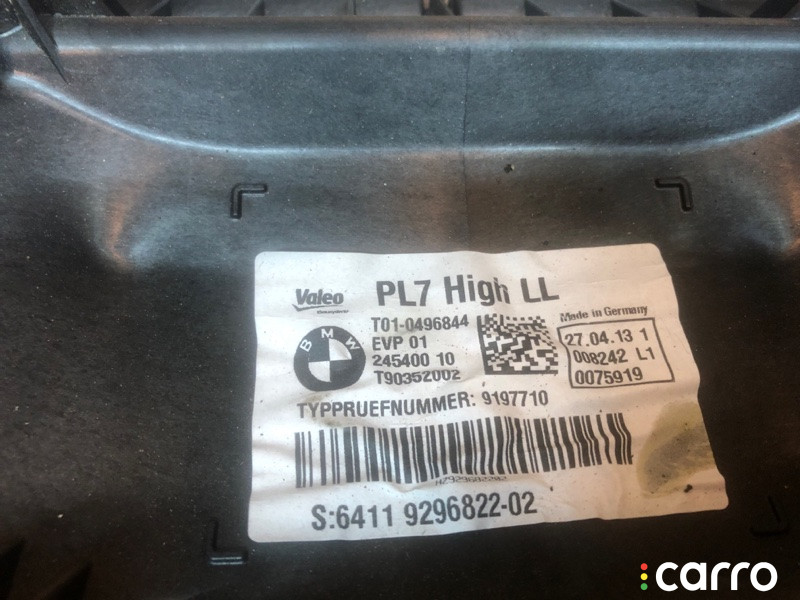 Valeo
PL7 High LL
T01-0496844
EVP 01
245400 10
T90352002
BMW
Made in Germany
27.04.13 1
008242 L1
0075919
TYPPRUEFNUMMER: 9197710
S:6411 9296822-02
carro